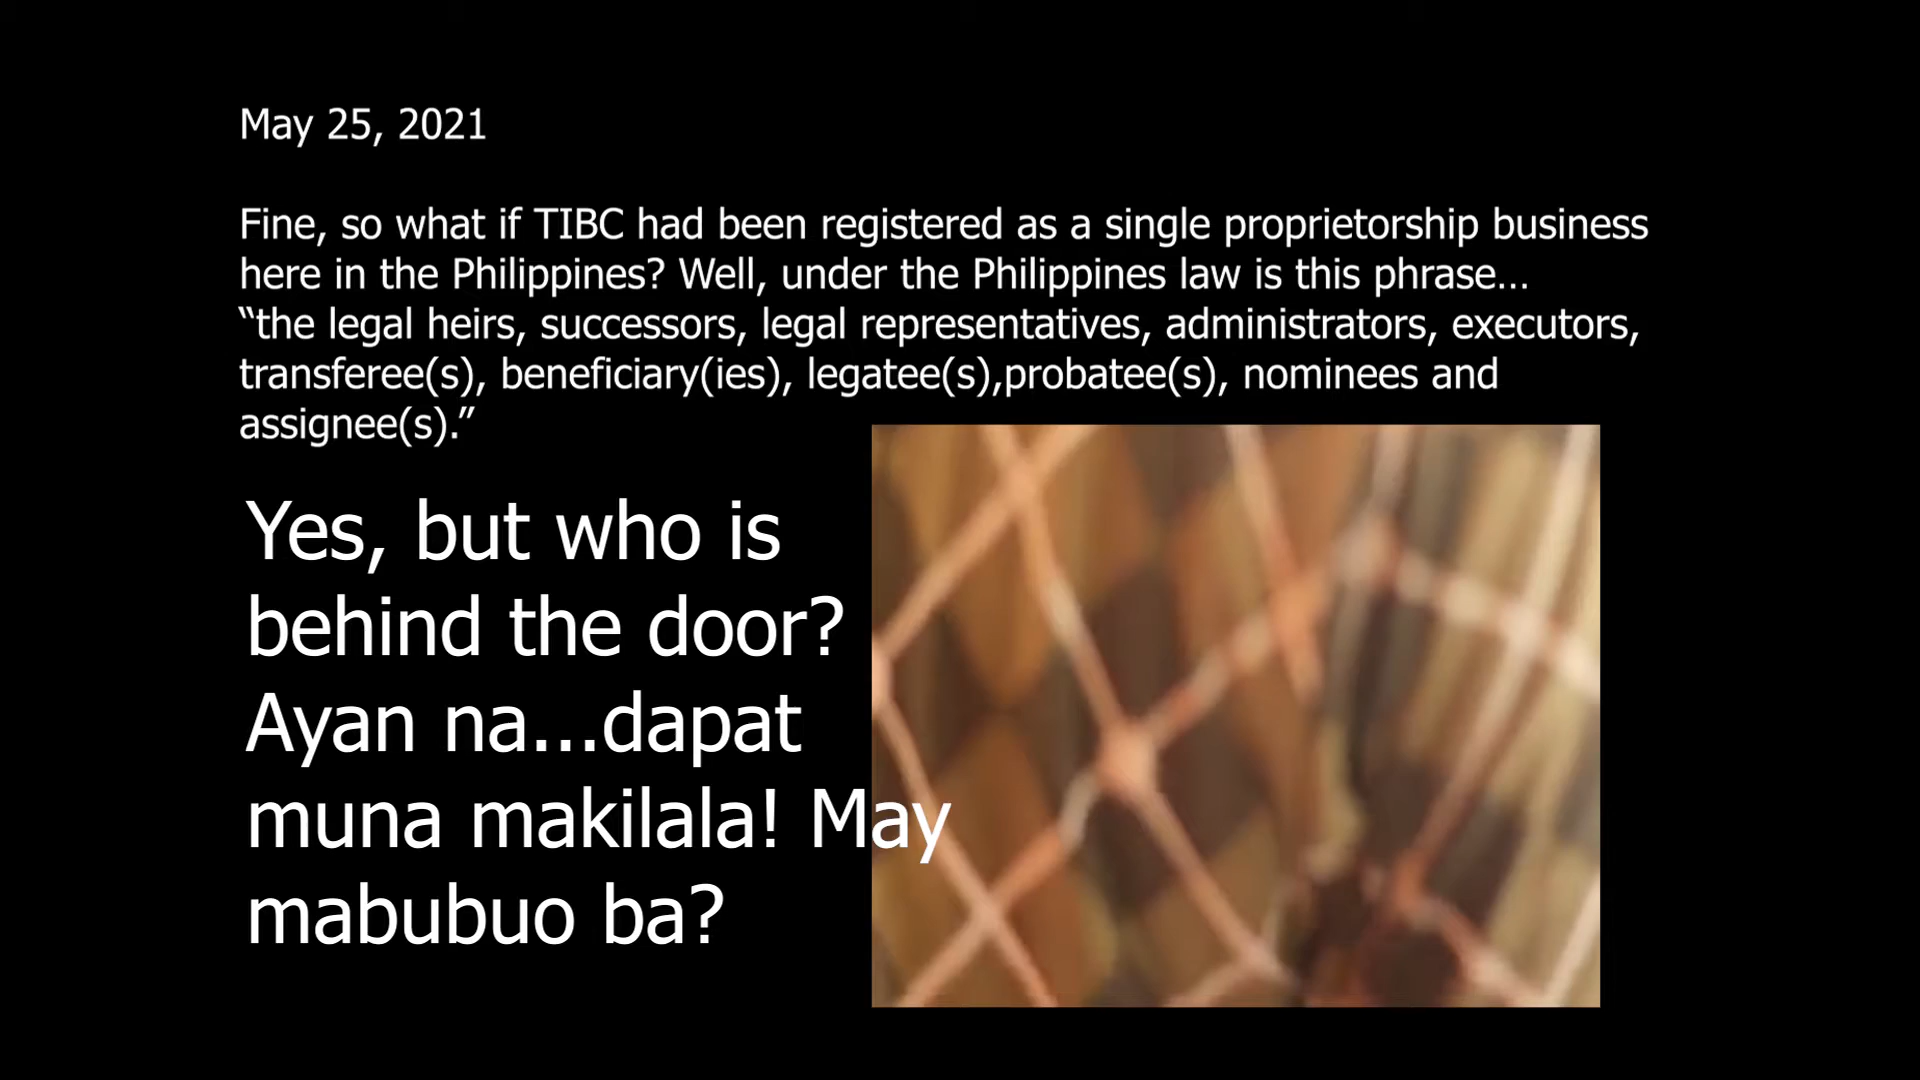 May 25, 2021
Fine, so what if TIBC had been registered as a single proprietorship business
here in the Philippines? Well, under the Philippines law is this phrase...
“the legal heirs, successors, legal representatives, administrators, executors,
transferee(s), beneficiary(ies), legatee(s),probatee(s), nominees and
assignee(s).”
Yes, but who is
behind the door?
Ayan na...dapat
muna makilala! May
mabubuo ba?